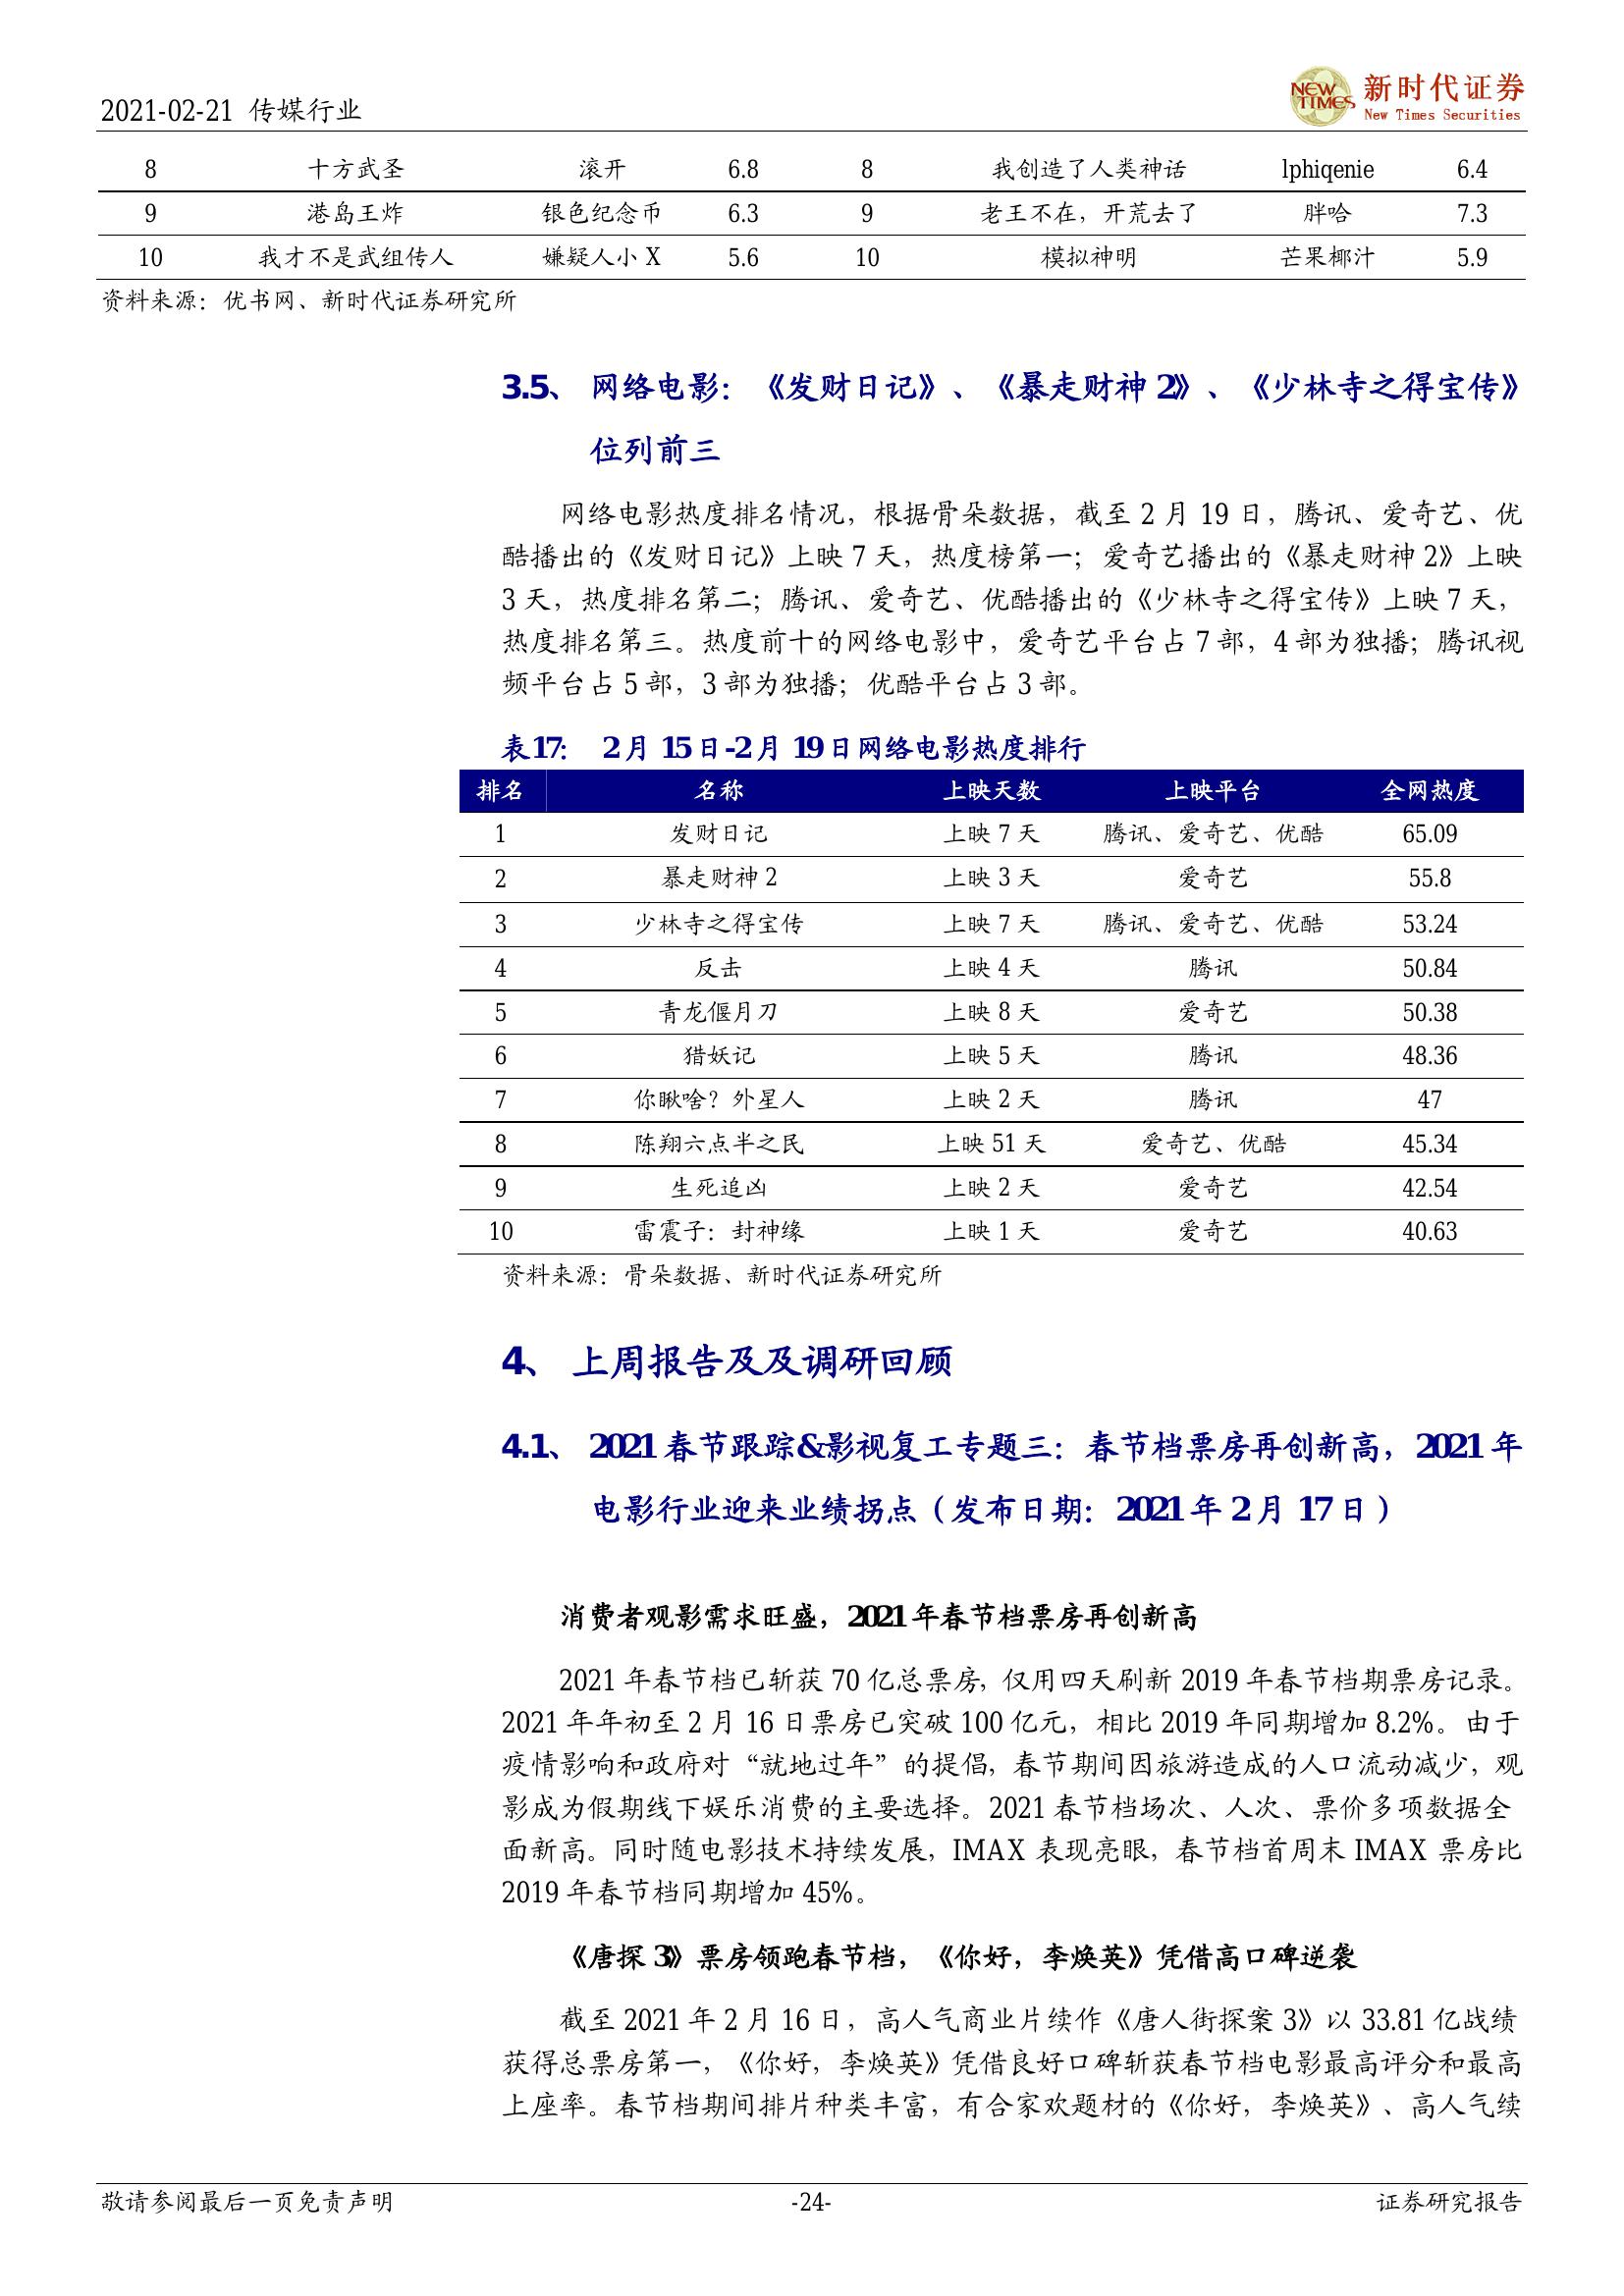 2021-02-21 传媒行业
NEW TIMES 新时代证券
New Times Securities
8 十方武圣 滚开 6.8 8 我创造了人类神话 lphiqenie 6.4
9 港岛王炸 银色纪念币 6.3 9 老王不在，开荒去了 胖哈 7.3
10 我才不是武组传人 嫌疑人小 X 5.6 10 模拟神明 芒果椰汁 5.9
资料来源：优书网、新时代证券研究所
3.5、 网络电影：《发财日记》、《暴走财神 2》、《少林寺之得宝传》
位列前三
网络电影热度排名情况，根据骨朵数据，截至 2 月 19 日，腾讯、爱奇艺、优
酷播出的《发财日记》上映 7 天，热度榜第一；爱奇艺播出的《暴走财神 2》上映
3 天，热度排名第二；腾讯、爱奇艺、优酷播出的《少林寺之得宝传》上映 7 天，
热度排名第三。热度前十的网络电影中，爱奇艺平台占 7 部，4 部为独播；腾讯视
频平台占 5 部，3 部为独播；优酷平台占 3 部。
表17： 2 月 15 日-2 月 19 日网络电影热度排行
排名 名称 上映天数 上映平台 全网热度
1 发财日记 上映 7 天 腾讯、爱奇艺、优酷 65.09
2 暴走财神 2 上映 3 天 爱奇艺 55.8
3 少林寺之得宝传 上映 7 天 腾讯、爱奇艺、优酷 53.24
4 反击 上映 4 天 腾讯 50.84
5 青龙偃月刀 上映 8 天 爱奇艺 50.38
6 猎妖记 上映 5 天 腾讯 48.36
7 你瞅啥？外星人 上映 2 天 腾讯 47
8 陈翔六点半之民 上映 51 天 爱奇艺、优酷 45.34
9 生死追凶 上映 2 天 爱奇艺 42.54
10 雷震子：封神缘 上映 1 天 爱奇艺 40.63
资料来源：骨朵数据、新时代证券研究所
4、 上周报告及及调研回顾
4.1、 2021 春节跟踪&影视复工专题三：春节档票房再创新高，2021 年
电影行业迎来业绩拐点（发布日期：2021 年 2 月 17 日）
消费者观影需求旺盛，2021 年春节档票房再创新高
2021 年春节档已斩获 70 亿总票房，仅用四天刷新 2019 年春节档期票房记录。
2021 年年初至 2 月 16 日票房已突破 100 亿元，相比 2019 年同期增加 8.2%。由于
疫情影响和政府对“就地过年”的提倡，春节期间因旅游造成的人口流动减少，观
影成为假期线下娱乐消费的主要选择。2021 春节档场次、人次、票价多项数据全
面新高。同时随电影技术持续发展，IMAX 表现亮眼，春节档首周末 IMAX 票房比
2019 年春节档同期增加 45%。
《唐探 3》票房领跑春节档，《你好，李焕英》凭借高口碑逆袭
截至 2021 年 2 月 16 日，高人气商业片续作《唐人街探案 3》以 33.81 亿战绩
获得总票房第一，《你好，李焕英》凭借良好口碑斩获春节档电影最高评分和最高
上座率。春节档期间排片种类丰富，有合家欢题材的《你好，李焕英》、高人气续
敬请参阅最后一页免责声明 -24- 证券研究报告